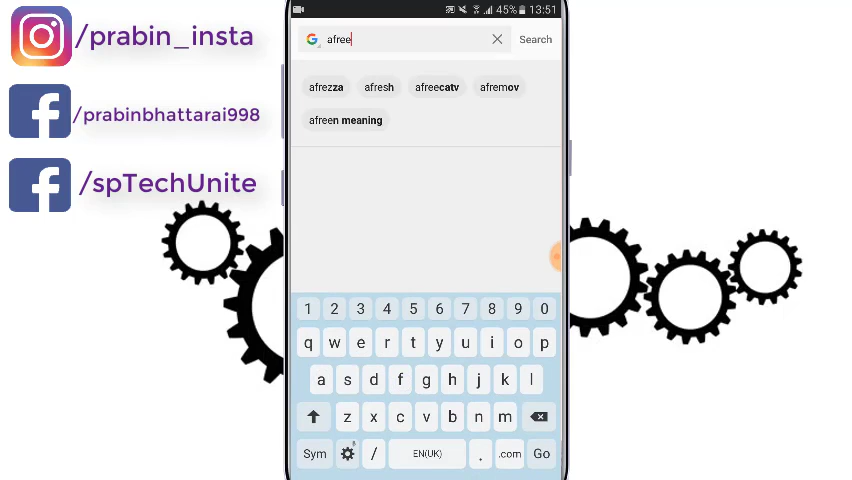 /prabin_insta
/prabinbhattarai998
/spTechUnite
45% 13:51
afree Search
afrezza afresh afreecatv afremov
afreen meaning
1 2 3 4 5 6 7 8 9 0
q w e r t y u i o p
a s d f g h j k l
z x c v b n m
Sym / EN(UK) . .com Go